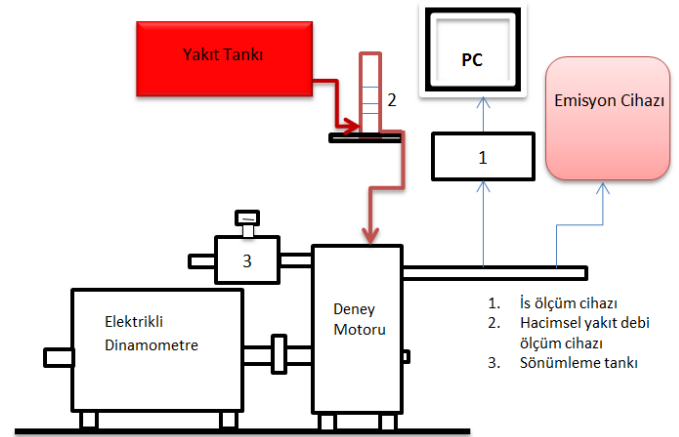 Yakıt Tankı
PC
2
Emisyon Cihazı
1
3
Elektrikli
Dinamometre
Deney
Motoru
1. İs ölçüm cihazı
2. Hacimsel yakıt debi
ölçüm cihazı
3. Sönümleme tankı